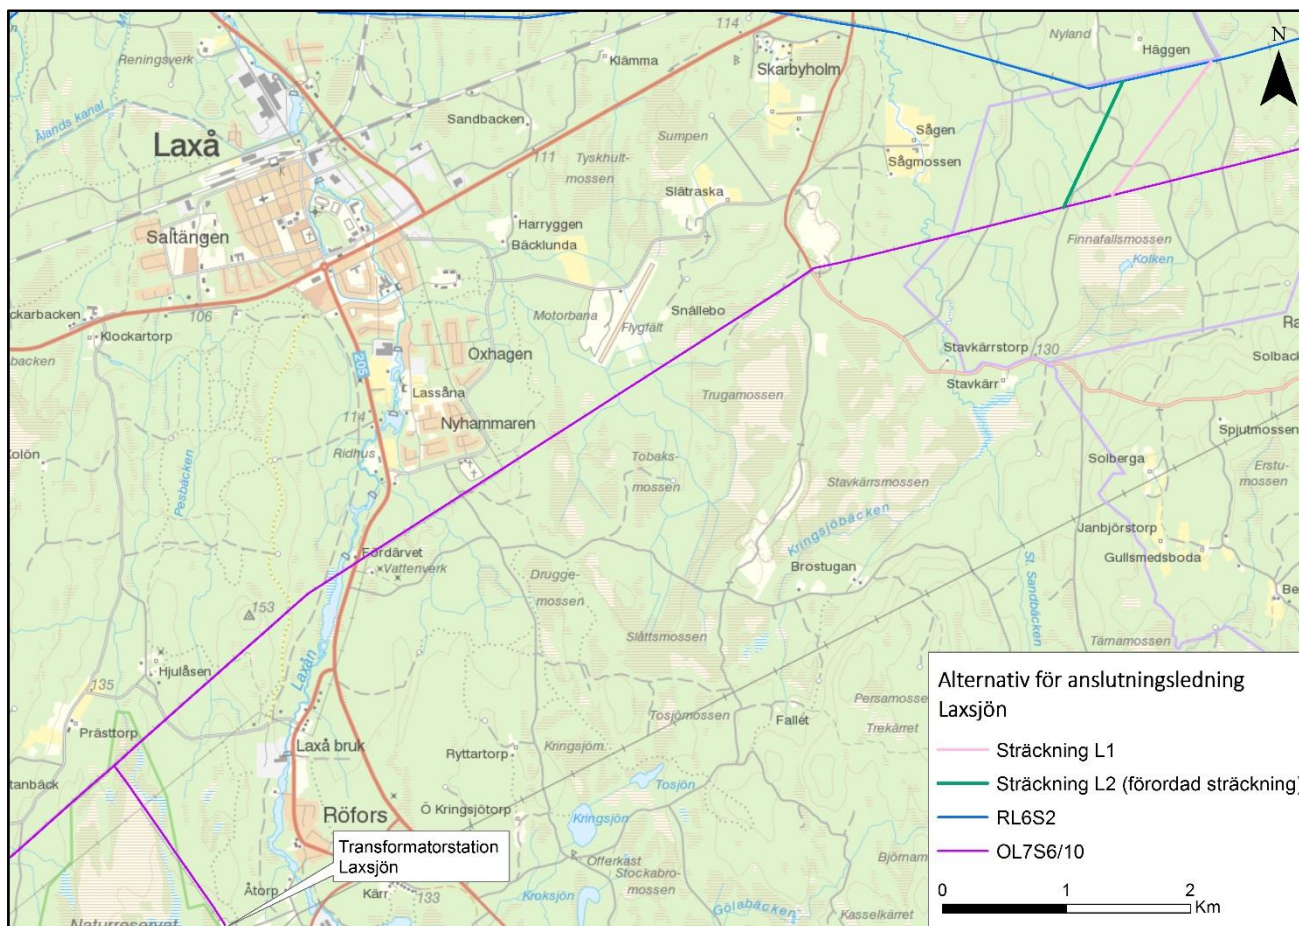 114
Nyland
Häggen
N
Reningsverk
Klämma
Skarbyholm
Ålands kanal
Sandbacken
Laxå
Sumpen
Sågen
111
Tyskhult-
mossen
Sågmossen
K
Slätraska
Harryggen
Saltängen
Bäcklunda
Finnafallsmossen
Kolken
Motorbana
Flygfält
Snällebo
ckarbacken
106
Klockartorp
Ra
backen
Stavkärrstorp
130
Solback
205
Oxhagen
Stavkärr
Lassåna
Trugamossen
114
Nyhammaren
Spjutmossen
Kolön
Ridhus
Solberga
Tobaks-
mossen
Erstu-
mossen
Pesbäcken
Stavkärrsmossen
Janbjörstorp
Kringsjöbäcken
Gullsmedsboda
Fördärvet
Vattenverk
Brostugan
Drugge-
mossen
St. Sandbäcken
Be
153
Slåttsmossen
Tärnamossen
Hjulåsen
Laxån
135
Persamosse
Tosjömossen
Fallet
Trekärret
Prästtorp
Laxå bruk
Ryttartorp
Kringsjöm.
tanbäck
Tosjön
Röfors
Ö Kringsjötorp
Kringsjön
Transformatorstation
Laxsjön
Offerkast
Björnam
Åtorp
Kärr
133
Stockabro-
mossen
Kroksjön
Gölabäcken
Kasselkärret
Naturreservat
Alternativ för anslutningsledning
Laxsjön
Sträckning L1
Sträckning L2 (förordad sträckning)
RL6S2
OL7S6/10
0 1 2
Km